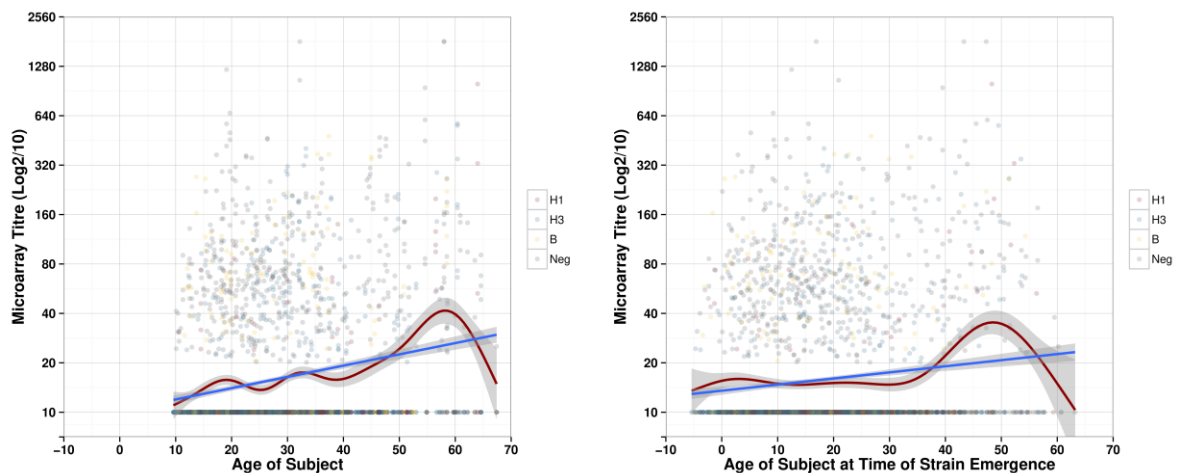 2560
1280
640
320
160
80
40
20
10
Microarray Titre (Log2/10)
−10 0 10 20 30 40 50 60 70
Age of Subject
H1
H3
B
Neg
2560
1280
640
320
160
80
40
20
10
Microarray Titre (Log2/10)
−10 0 10 20 30 40 50 60 70
Age of Subject at Time of Strain Emergence
H1
H3
B
Neg